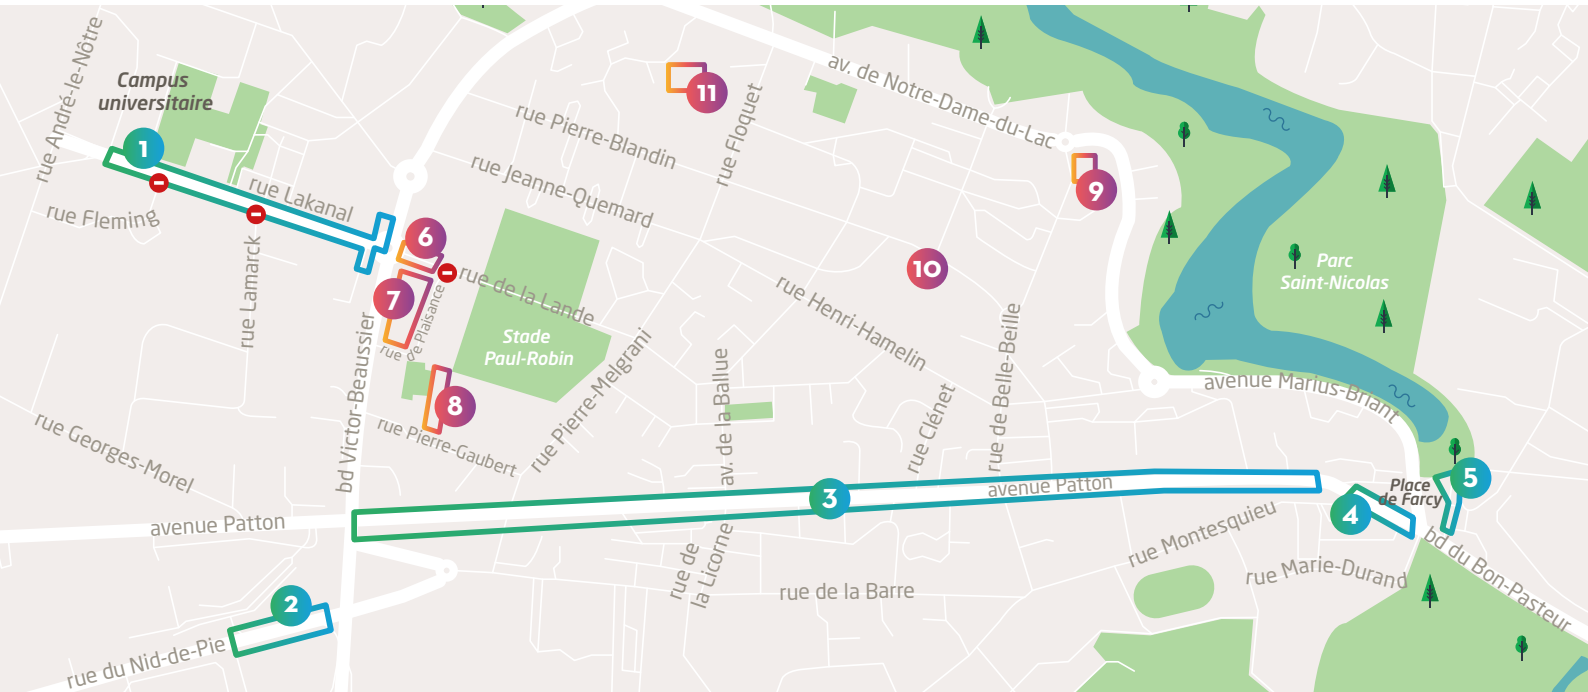 rue André-le-Nôtre
Campus
universitaire
1
rue Fleming
rue Lakanal
rue Lamarck
11
rue Pierre-Blandin
rue Floquet
rue Jeanne-Quemard
av. de Notre-Dame-du-Lac
9
6
7
rue de la Lande
rue de Plaisance
10
rue Henri-Hamelin
Parc
Saint-Nicolas
Stade
Paul-Robin
bd Victor-Beaussier
rue Pierre-Melgrani
8
rue Pierre-Gaubert
av. de la Ballue
rue Clénet
rue de Belle-Beille
avenue Marius-Briant
rue Georges-Morel
avenue Patton
3
avenue Patton
Place
de Farcy
5
4
rue Montesquieu
bd du Bon-Pasteur
rue Marie-Durand
rue de
la Licorne
rue de la Barre
2
rue du Nid-de-Pie